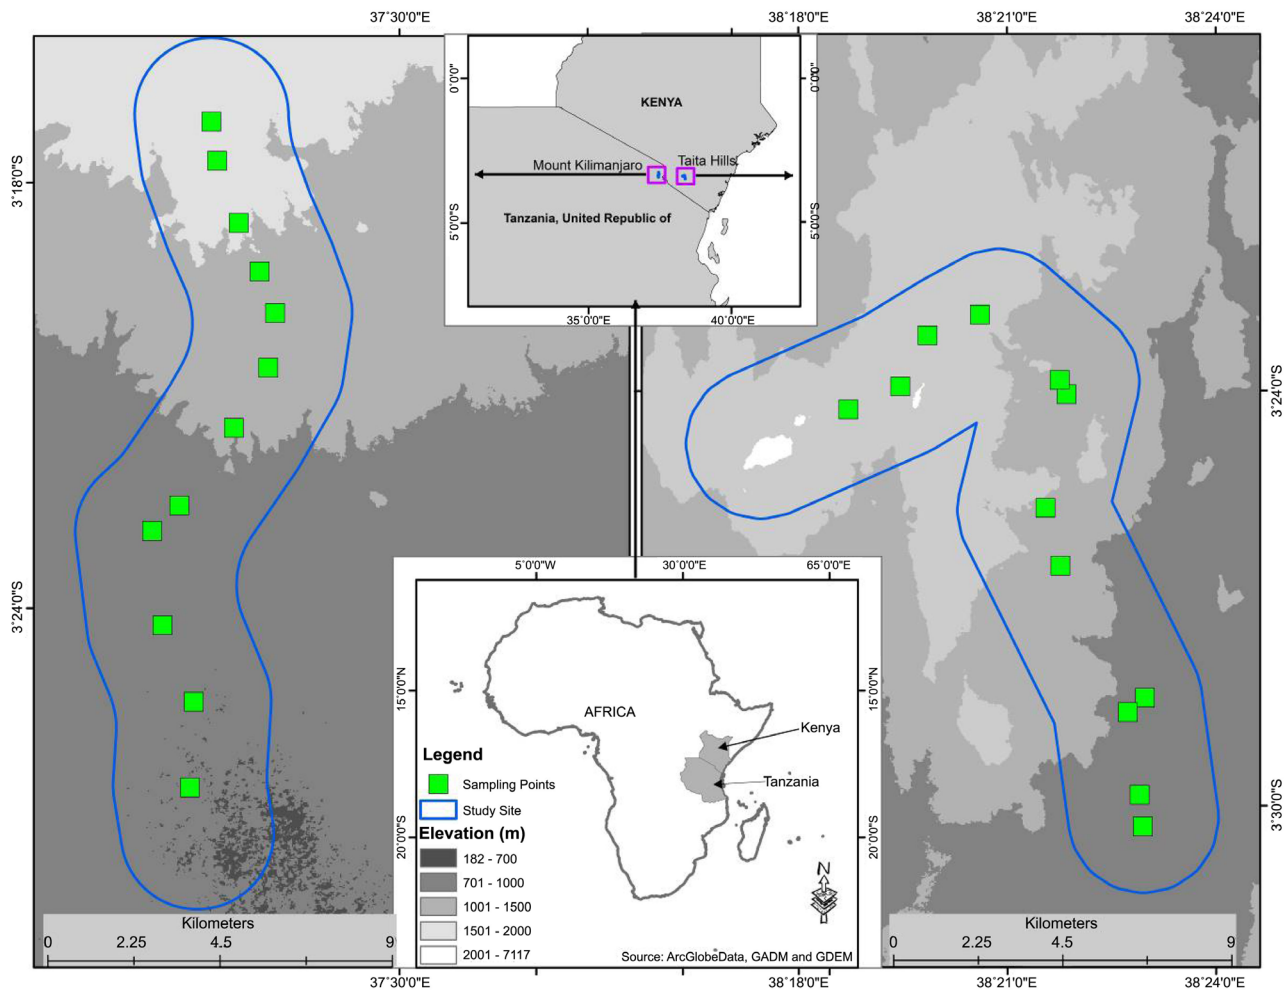 37°30'0"E
38°18'0"E
38°21'0"E
38°24'0"E
3°18'0"S
3°24'0"S
0°0'0"
5°0'0"S
KENYA
Mount Kilimanjaro
Taita Hills
Tanzania, United Republic of
0°0'0"
5°0'0"S
35°0'0"E
40°0'0"E
3°24'0"S
3°30'0"S
5°0'0"W
30°0'0"E
65°0'0"E
15°0'0"N
20°0'0"S
15°0'0"N
20°0'0"S
AFRICA
Kenya
Tanzania
Legend
Sampling Points
Study Site
Elevation (m)
182 - 700
701 - 1000
1001 - 1500
1501 - 2000
2001 - 7117
N
Source: ArcGlobeData, GADM and GDEM
Kilometers
0 2.25 4.5 9
Kilometers
0 2.25 4.5 9
37°30'0"E
38°18'0"E
38°21'0"E
38°24'0"E